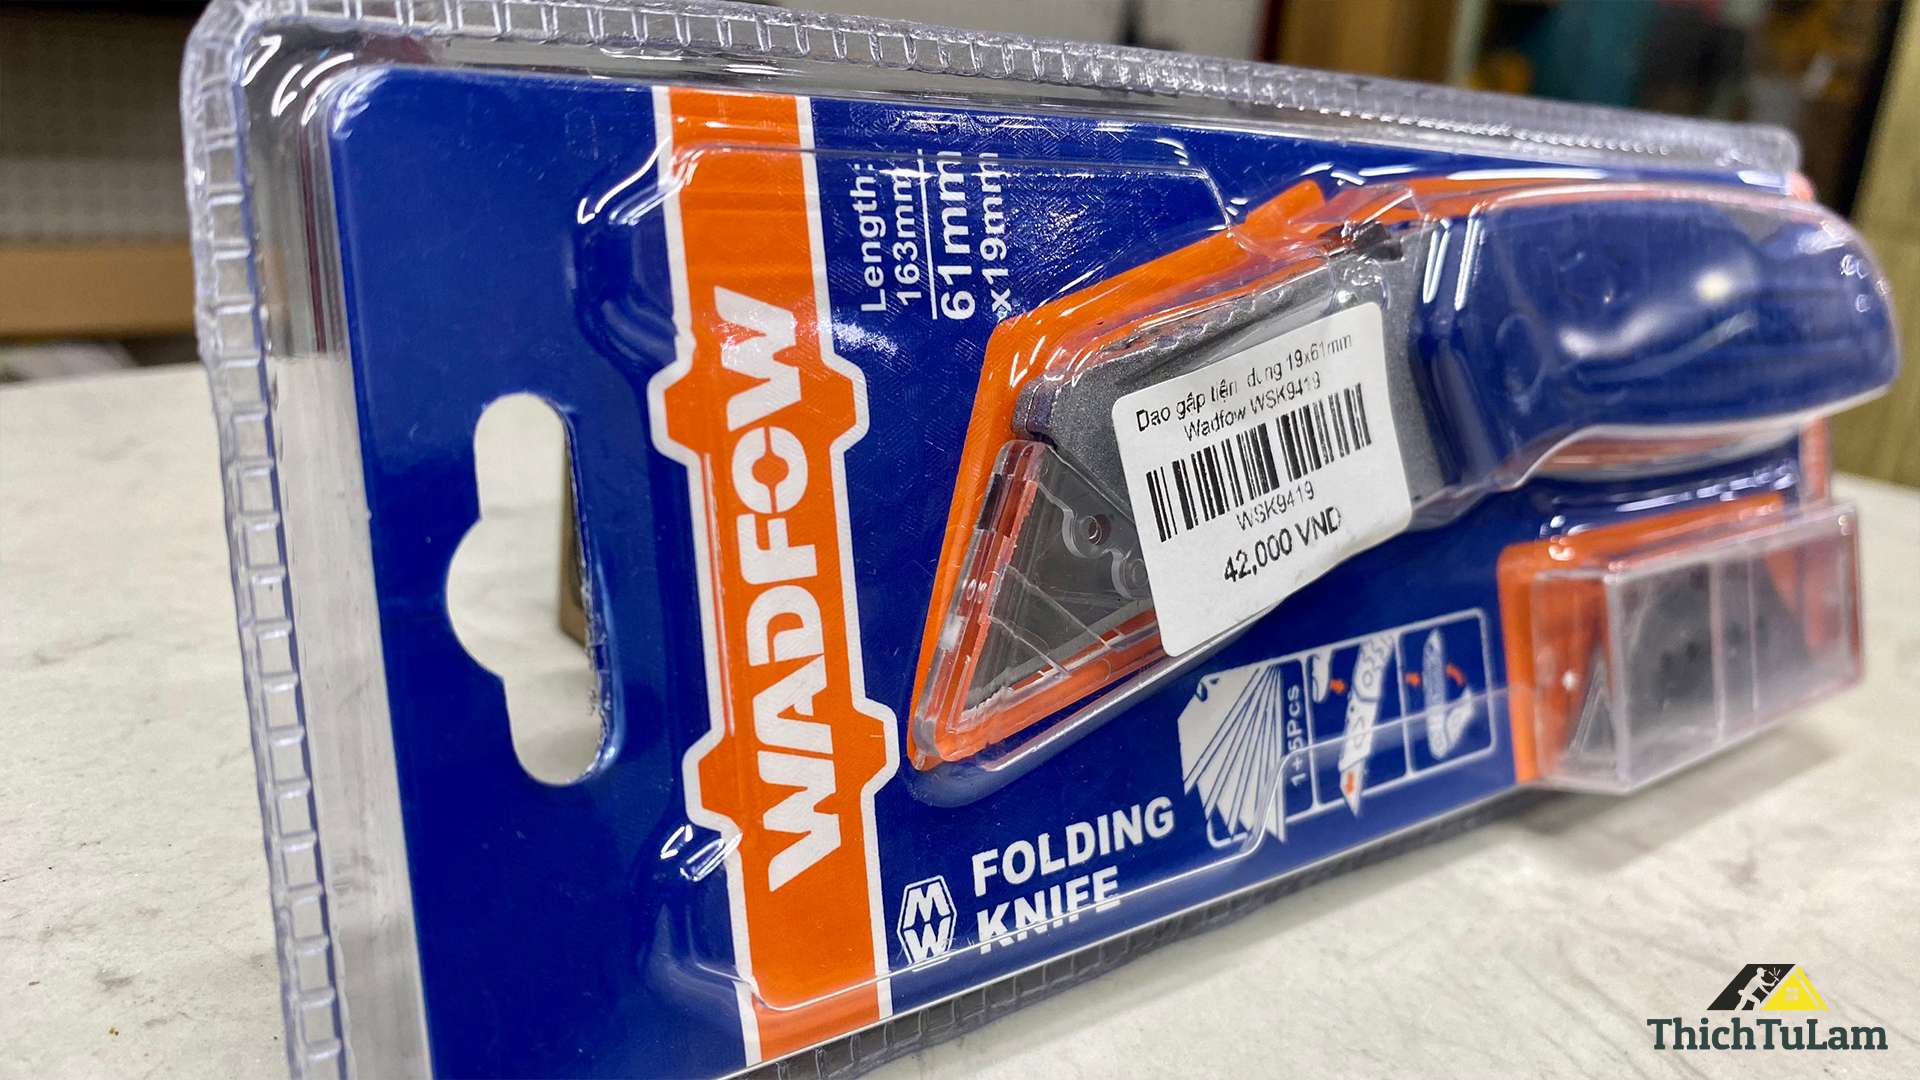 WADFOW
Length:
163mm
61mm
x19mm
Dao gấp tiện dụng 19x61mm
Wadfow WSK9419
WSK9419
42,000 VND
1+5Pcs
MW
FOLDING
KNIFE
ThichTuLam